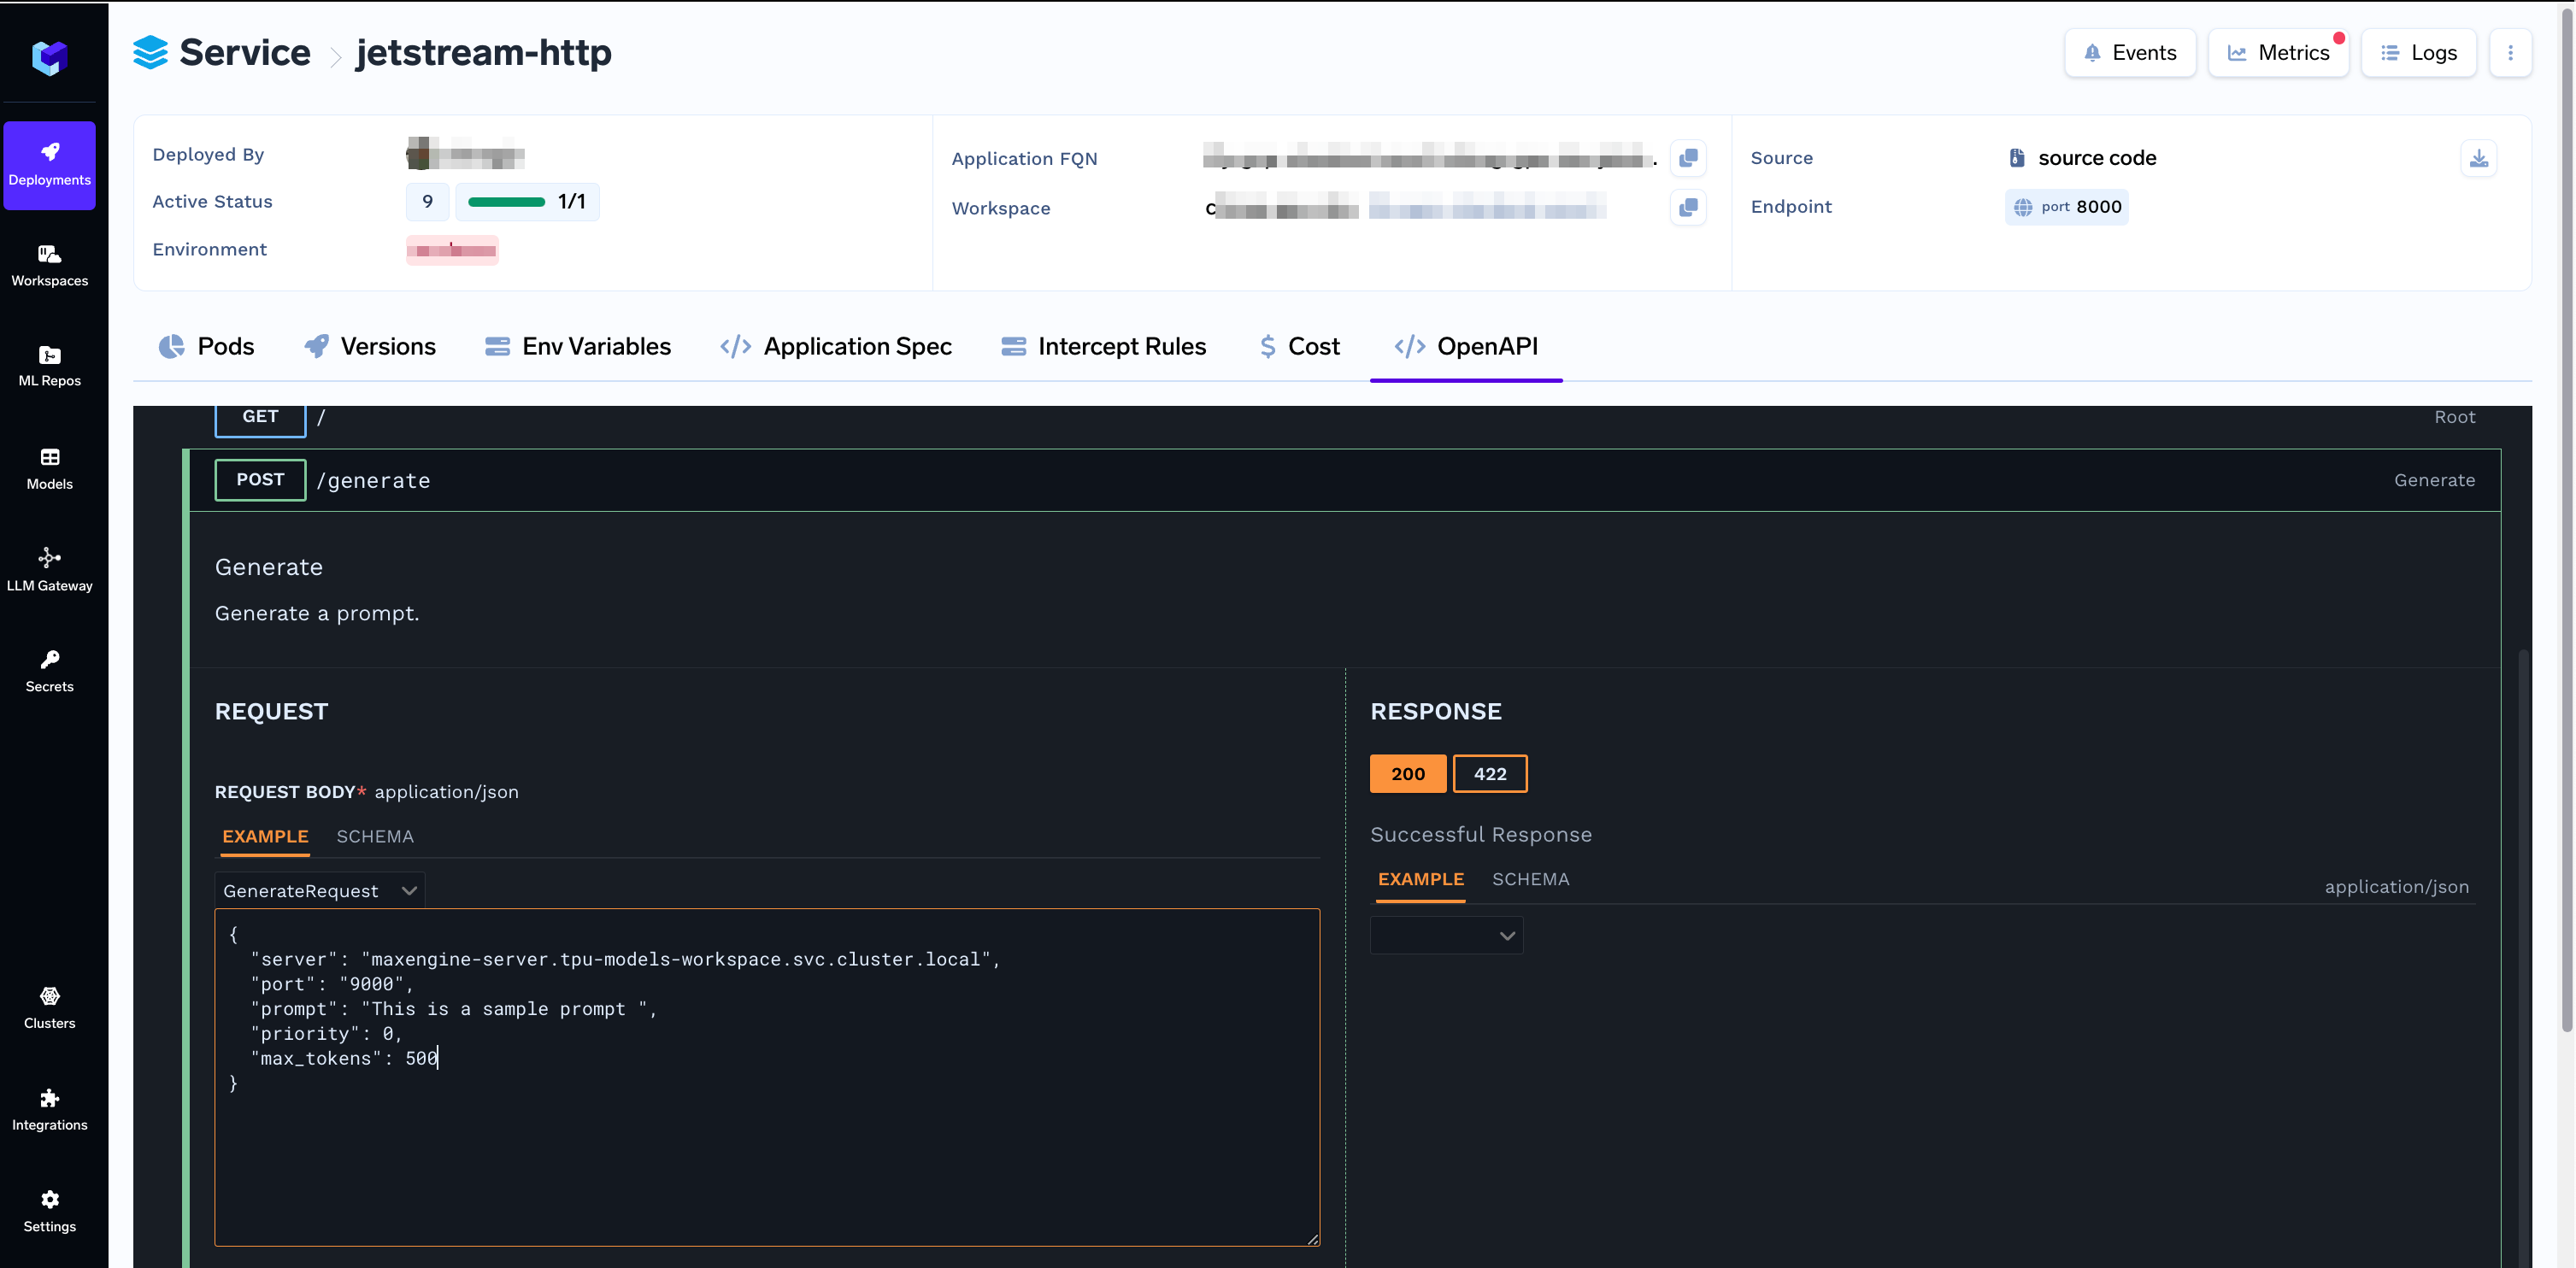 Service > jetstream-http
Events
Metrics
Logs
Deployments
Workspaces
ML Repos
Models
LLM Gateway
Secrets
Clusters
Integrations
Settings
Deployed By
Active Status
9
1/1
Environment
Application FQN
Workspace
Source
source code
Endpoint
port 8000
Pods
Versions
Env Variables
</> Application Spec
Intercept Rules
$ Cost
</> OpenAPI
GET /
Root
POST /generate
Generate
Generate
Generate a prompt.
REQUEST
REQUEST BODY* application/json
EXAMPLE SCHEMA
GenerateRequest
{
"server": "maxengine-server.tpu-models-workspace.svc.cluster.local",
"port": "9000",
"prompt": "This is a sample prompt ",
"priority": 0,
"max_tokens": 500
}
RESPONSE
200 422
Successful Response
EXAMPLE SCHEMA
application/json